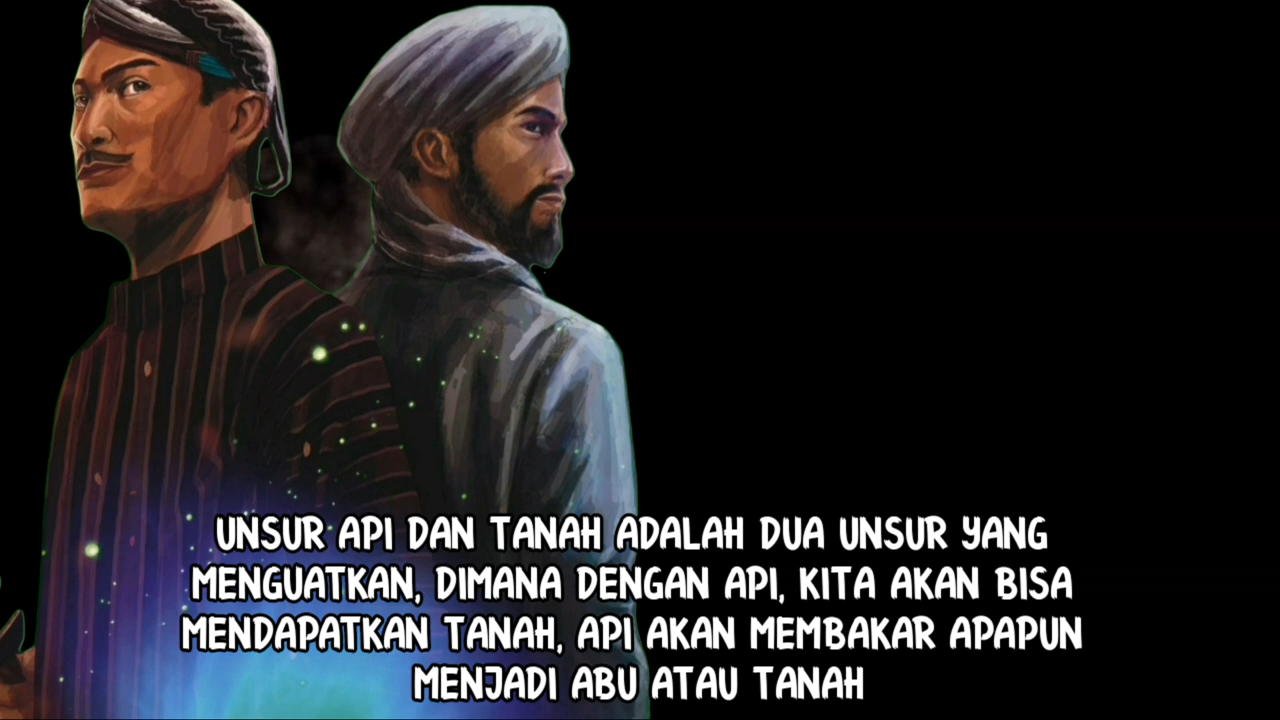 UNSUR API DAN TANAH ADALAH DUA UNSUR YANG
MENGUATKAN, DIMANA DENGAN API, KITA AKAN BISA
MENDAPATKAN TANAH, API AKAN MEMBAKAR APAPUN
MENJADI ABU ATAU TANAH